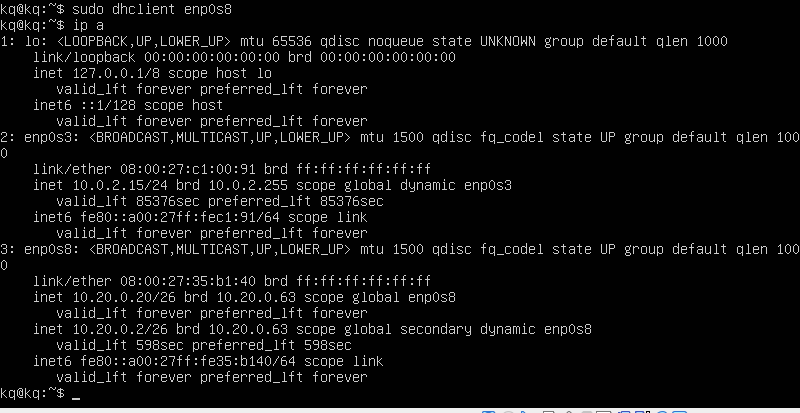 kq@kq:~$ sudo dhclient enp0s8
kq@kq:~$ ip a
1: lo: <LOOPBACK,UP,LOWER_UP> mtu 65536 qdisc noqueue state UNKNOWN group default qlen 1000
    link/loopback 00:00:00:00:00:00 brd 00:00:00:00:00:00
    inet 127.0.0.1/8 scope host lo
       valid_lft forever preferred_lft forever
    inet6 ::1/128 scope host
       valid_lft forever preferred_lft forever
2: enp0s3: <BROADCAST,MULTICAST,UP,LOWER_UP> mtu 1500 qdisc fq_codel state UP group default qlen 100
0
    link/ether 08:00:27:c1:00:91 brd ff:ff:ff:ff:ff:ff
    inet 10.0.2.15/24 brd 10.0.2.255 scope global dynamic enp0s3
       valid_lft 85376sec preferred_lft 85376sec
    inet6 fe80::a00:27ff:fec1:91/64 scope link
       valid_lft forever preferred_lft forever
3: enp0s8: <BROADCAST,MULTICAST,UP,LOWER_UP> mtu 1500 qdisc fq_codel state UP group default qlen 100
0
    link/ether 08:00:27:35:b1:40 brd ff:ff:ff:ff:ff:ff
    inet 10.20.0.20/26 brd 10.20.0.63 scope global enp0s8
       valid_lft forever preferred_lft forever
    inet 10.20.0.2/26 brd 10.20.0.63 scope global secondary dynamic enp0s8
       valid_lft 598sec preferred_lft 598sec
    inet6 fe80::a00:27ff:fe35:b140/64 scope link
       valid_lft forever preferred_lft forever
kq@kq:~$ _